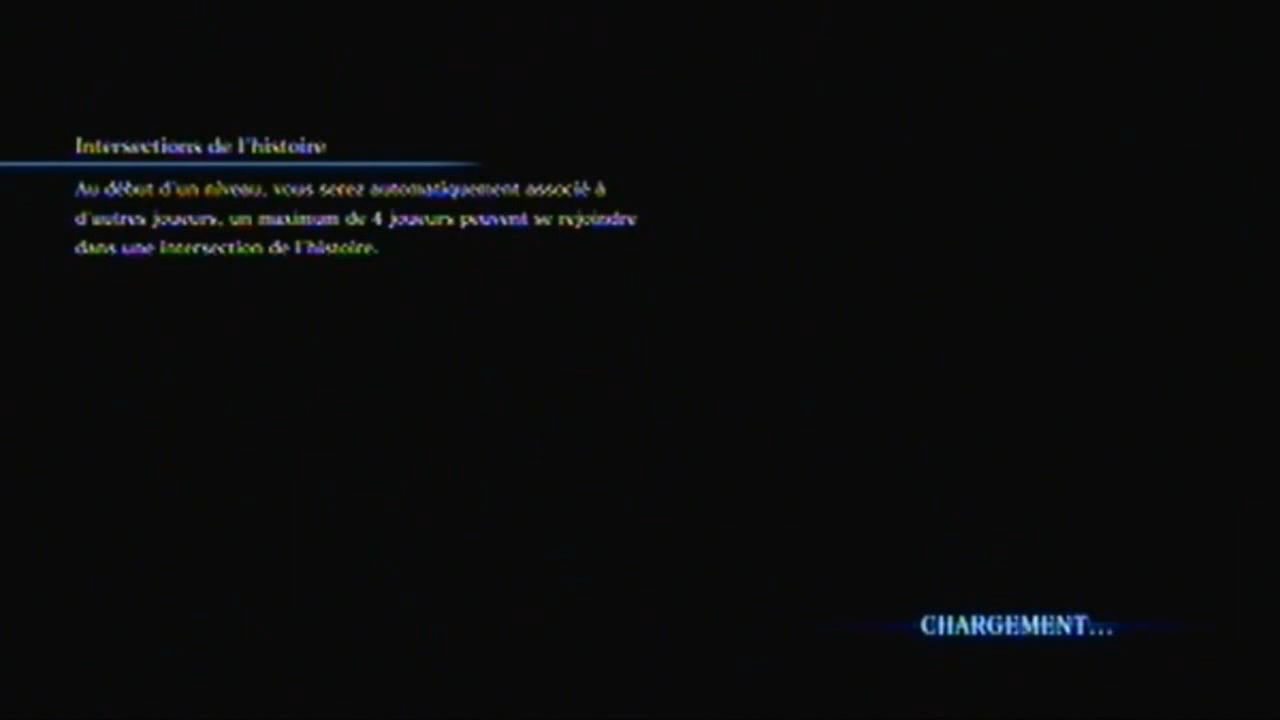 Intersections de l'histoire
Au début d'un niveau, vous serez automatiquement associé à
d'autres joueurs, un maximum de 4 joueurs peuvent se rejoindre
dans une intersection de l'histoire.
CHARGEMENT...